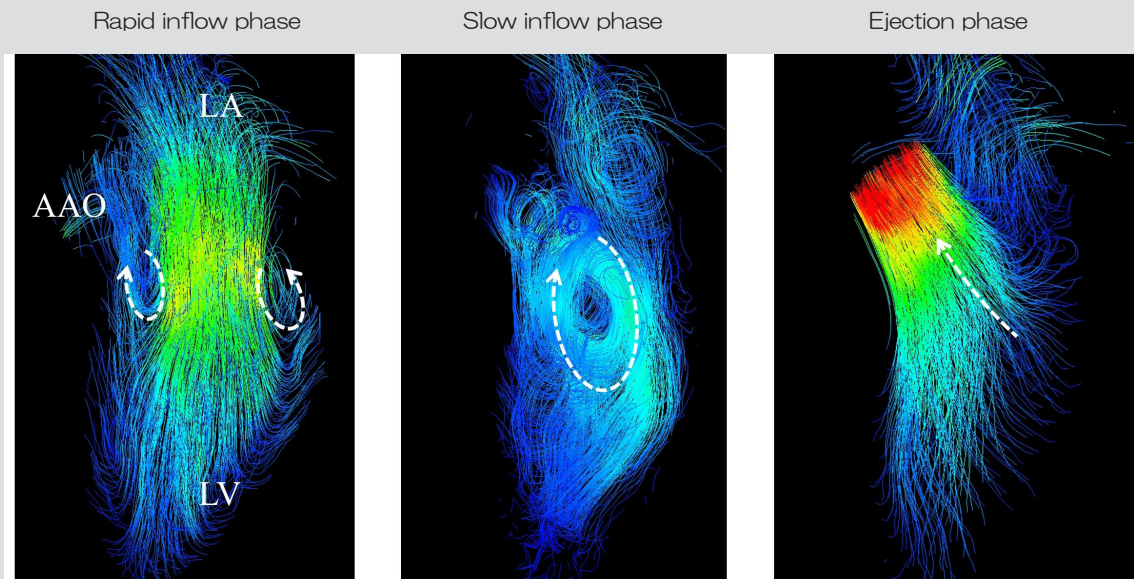 Rapid inflow phase
Slow inflow phase
Ejection phase
LA
AAO
LV